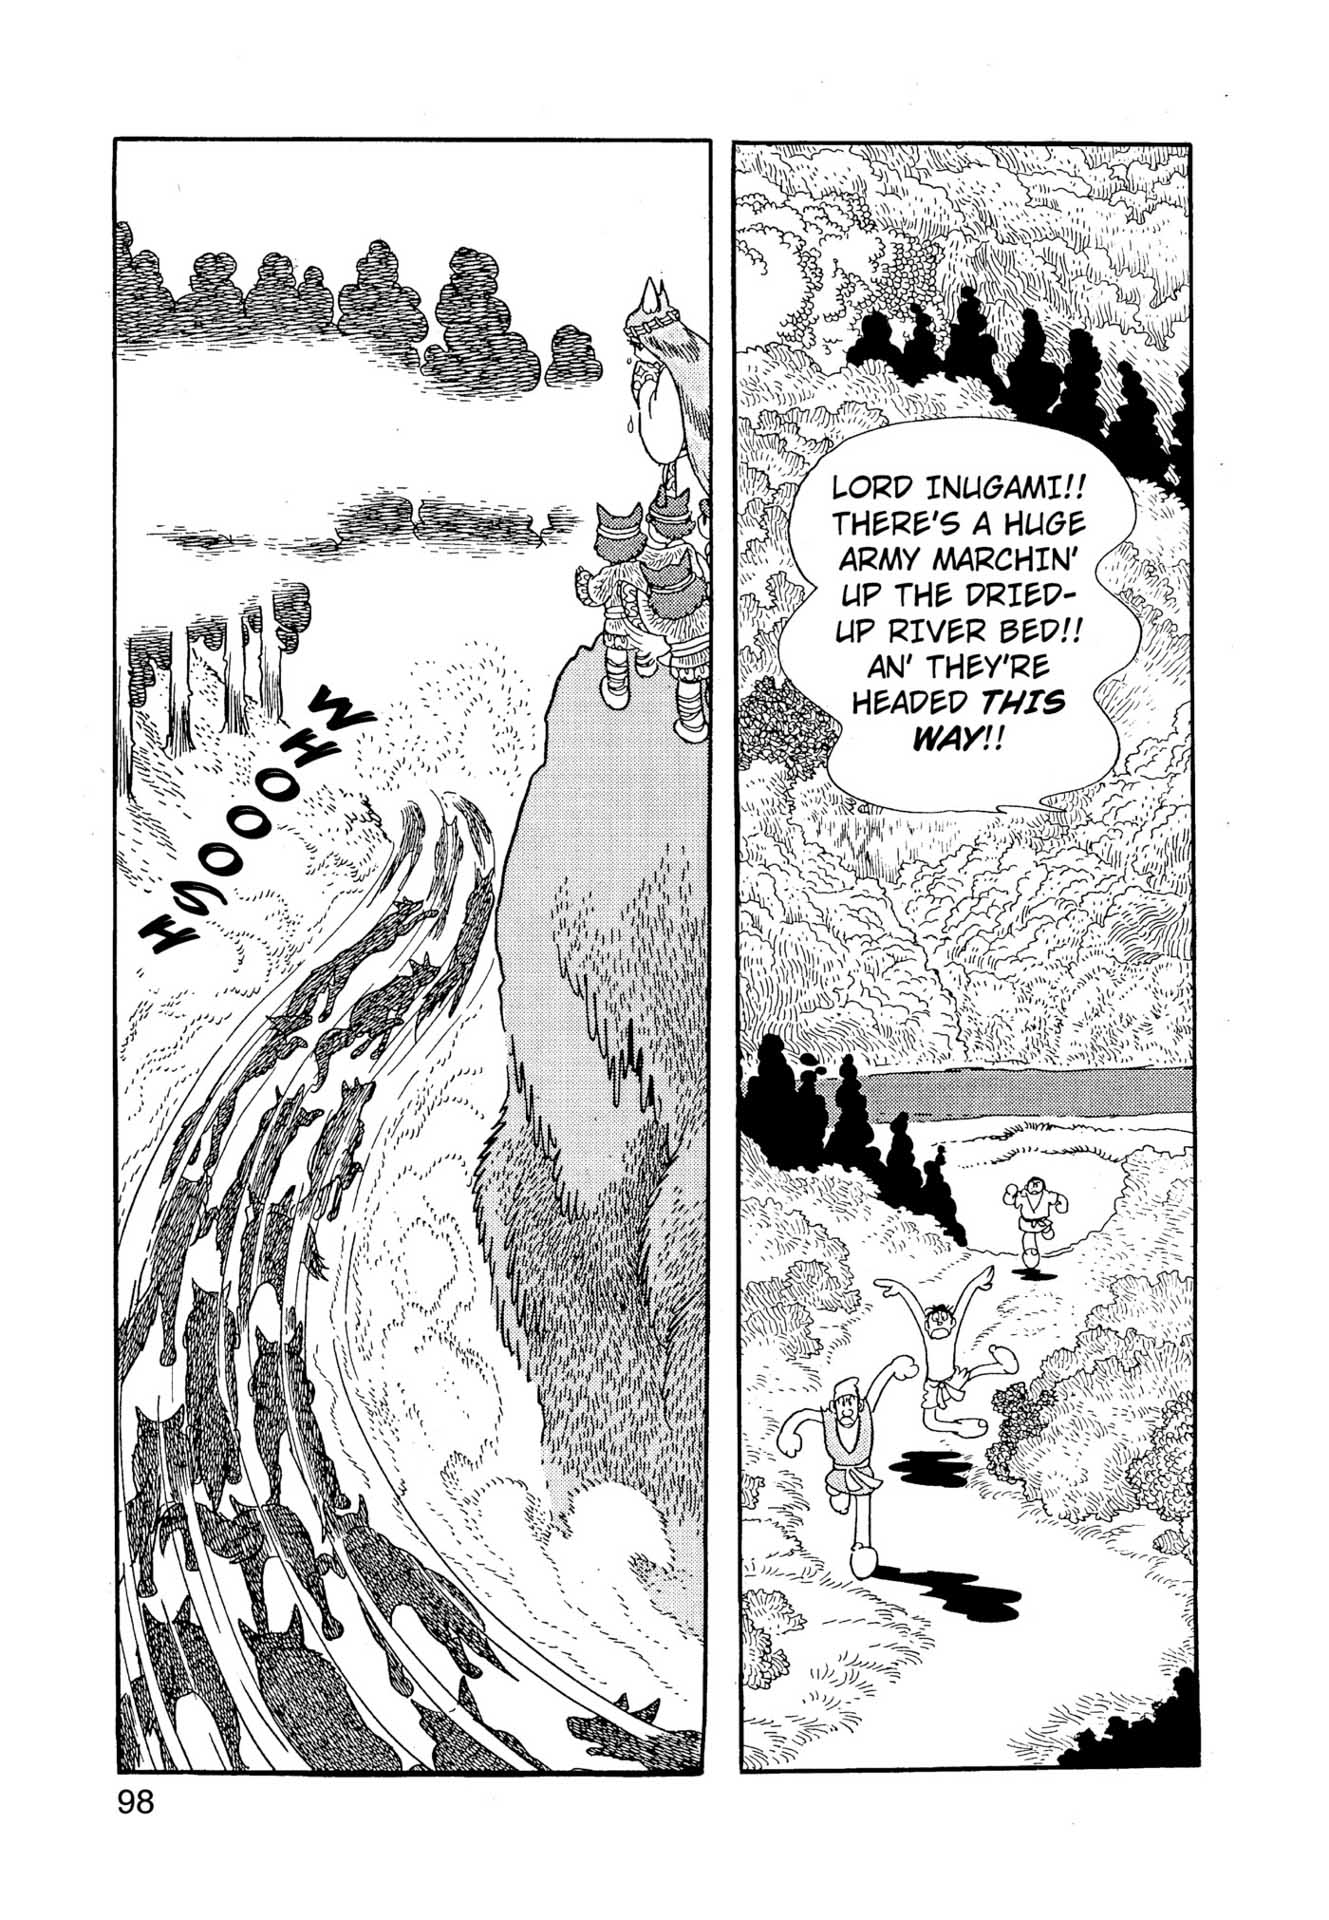 LORD INUGAMI!!
THERE'S A HUGE
ARMY MARCHIN'
UP THE DRIED-
UP RIVER BED!!
AN' THEY'RE
HEADED THIS
WAY!!
WHOOOSH
98